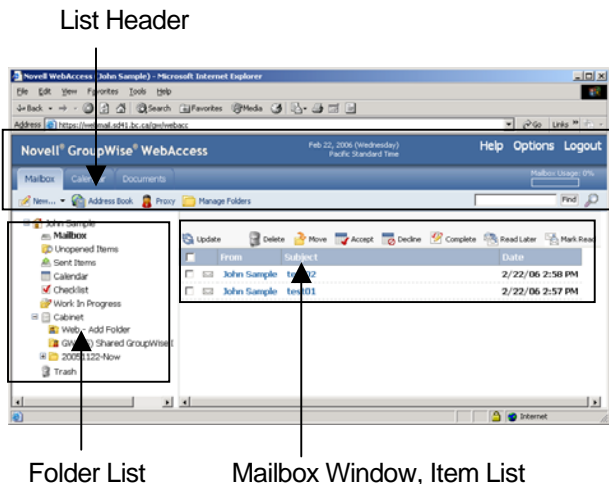 List Header
Novell WebAccess (John Sample) - Microsoft Internet Explorer
File Edit View Favorites Tools Help
Back Search Favorites Media
Address https://webmail.sd41.bc.ca/gw/webacc Go Links
Novell® GroupWise® WebAccess Feb 22, 2006 (Wednesday) Help Options Logout
Pacific Standard Time
Mailbox Calendar Documents Mailbox Usage: 0%
New... Address Book Proxy Manage Folders Find
John Sample
Mailbox
Unopened Items
Sent Items
Calendar
Checklist
Work In Progress
Cabinet
Web - Add Folder
Shared GroupWise
20051122-Now
Trash
Update Delete Move Accept Decline Complete Read Later Mark Read
From Subject Date
John Sample test02 2/22/06 2:58 PM
John Sample test01 2/22/06 2:57 PM
Internet
Folder List Mailbox Window, Item List